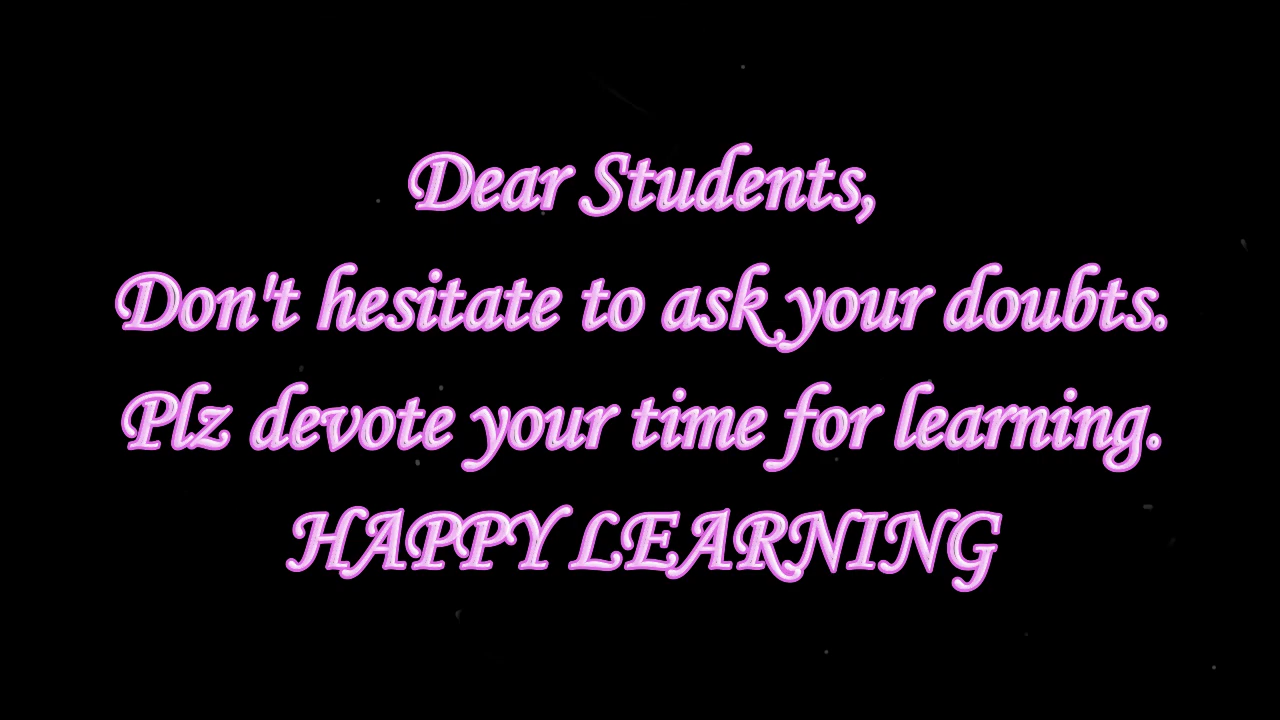 Dear Students,
Don't hesitate to ask your doubts.
Plz devote your time for learning.
HAPPY LEARNING